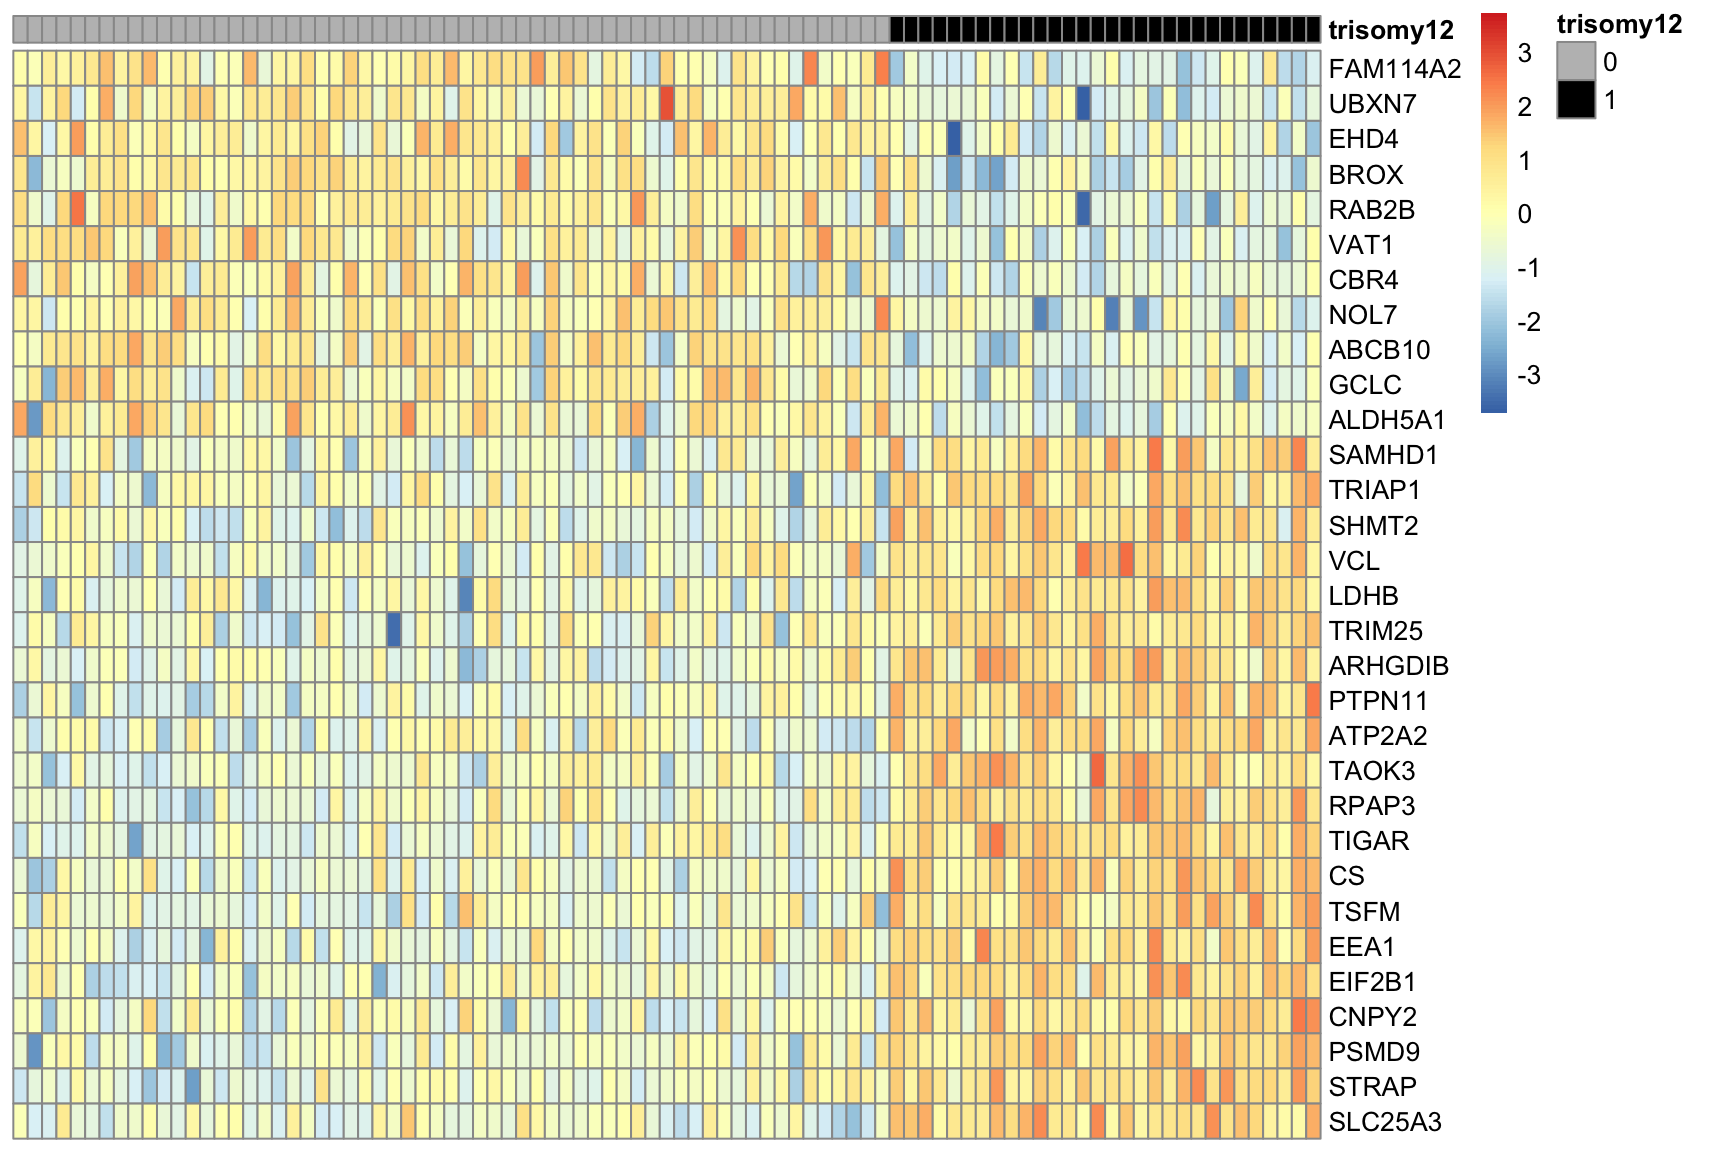 trisomy12
FAM114A2
UBXN7
EHD4
BROX
RAB2B
VAT1
CBR4
NOL7
ABCB10
GCLC
ALDH5A1
SAMHD1
TRIAP1
SHMT2
VCL
LDHB
TRIM25
ARHGDIB
PTPN11
ATP2A2
TAOK3
RPAP3
TIGAR
CS
TSFM
EEA1
EIF2B1
CNPY2
PSMD9
STRAP
SLC25A3
3
2
1
0
-1
-2
-3
trisomy12
0
1